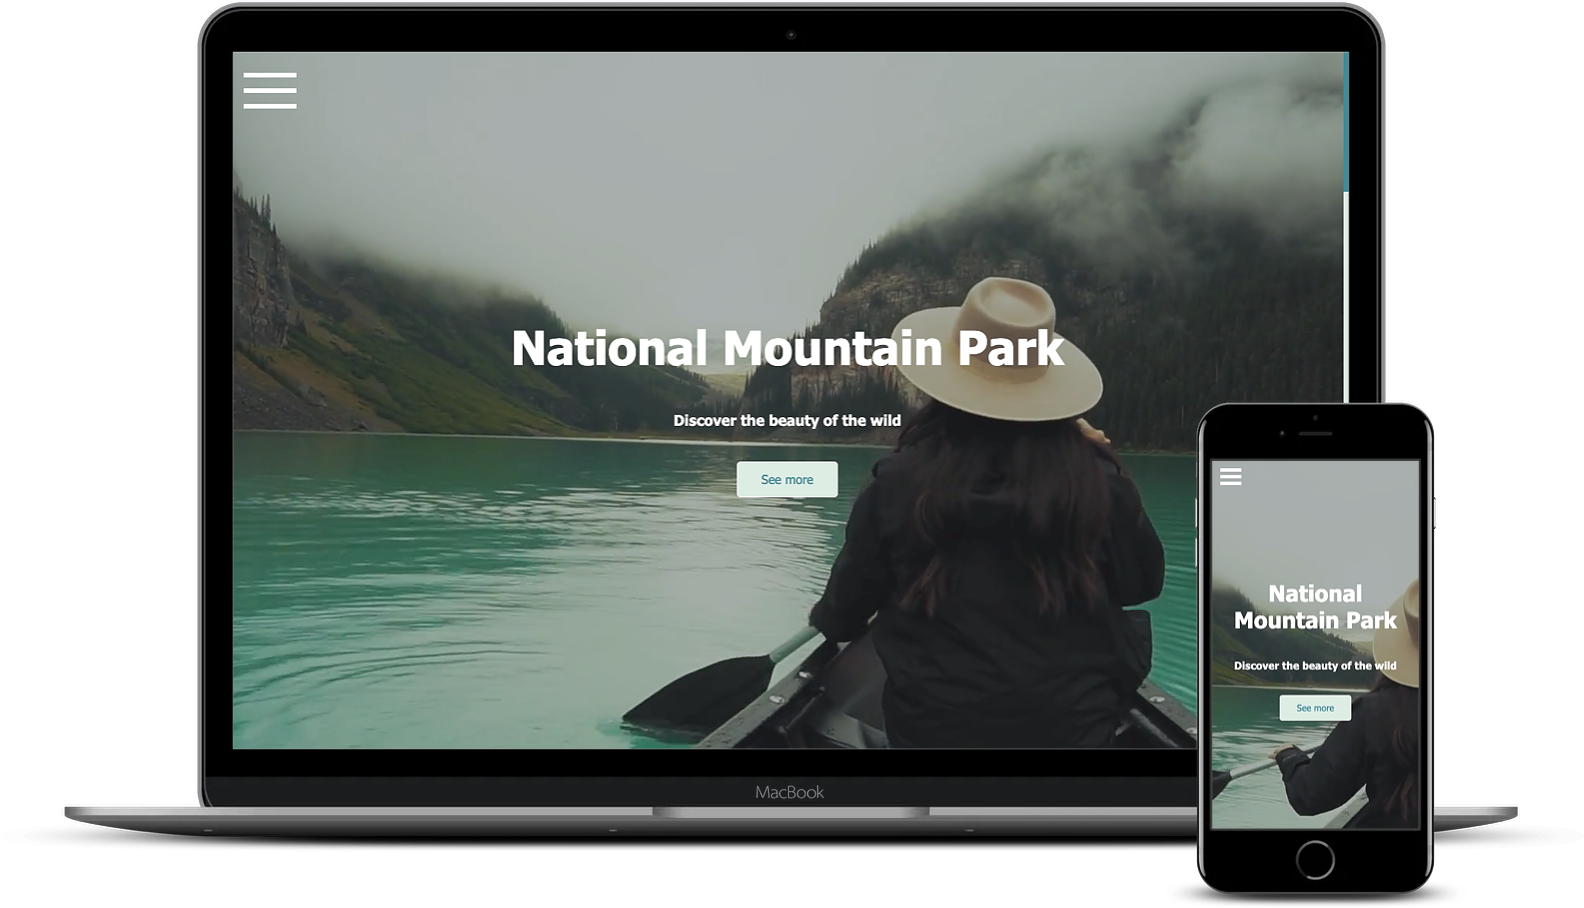 National Mountain Park
Discover the beauty of the wild
See more
MacBook
National
Mountain Park
Discover the beauty of the wild
See more